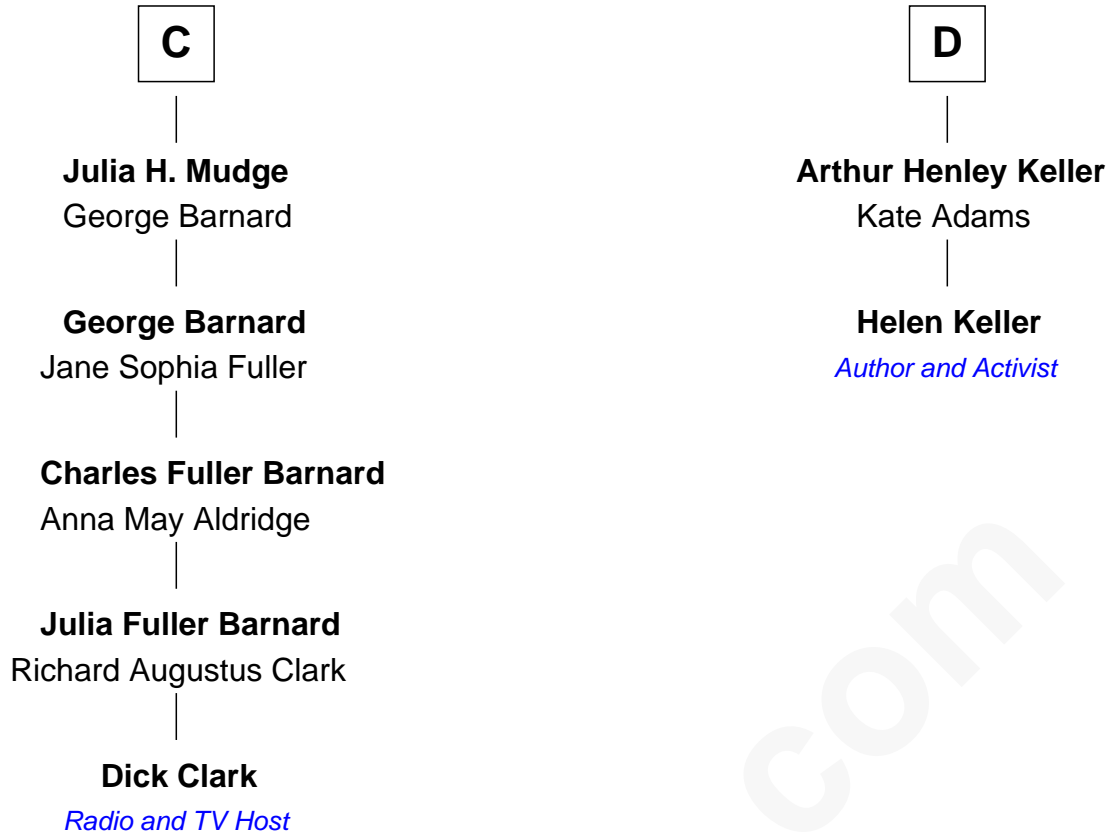 C
Julia H. Mudge
George Barnard
George Barnard
Jane Sophia Fuller
Charles Fuller Barnard
Anna May Aldridge
Julia Fuller Barnard
Richard Augustus Clark
Dick Clark
Radio and TV Host
D
Arthur Henley Keller
Kate Adams
Helen Keller
Author and Activist
com